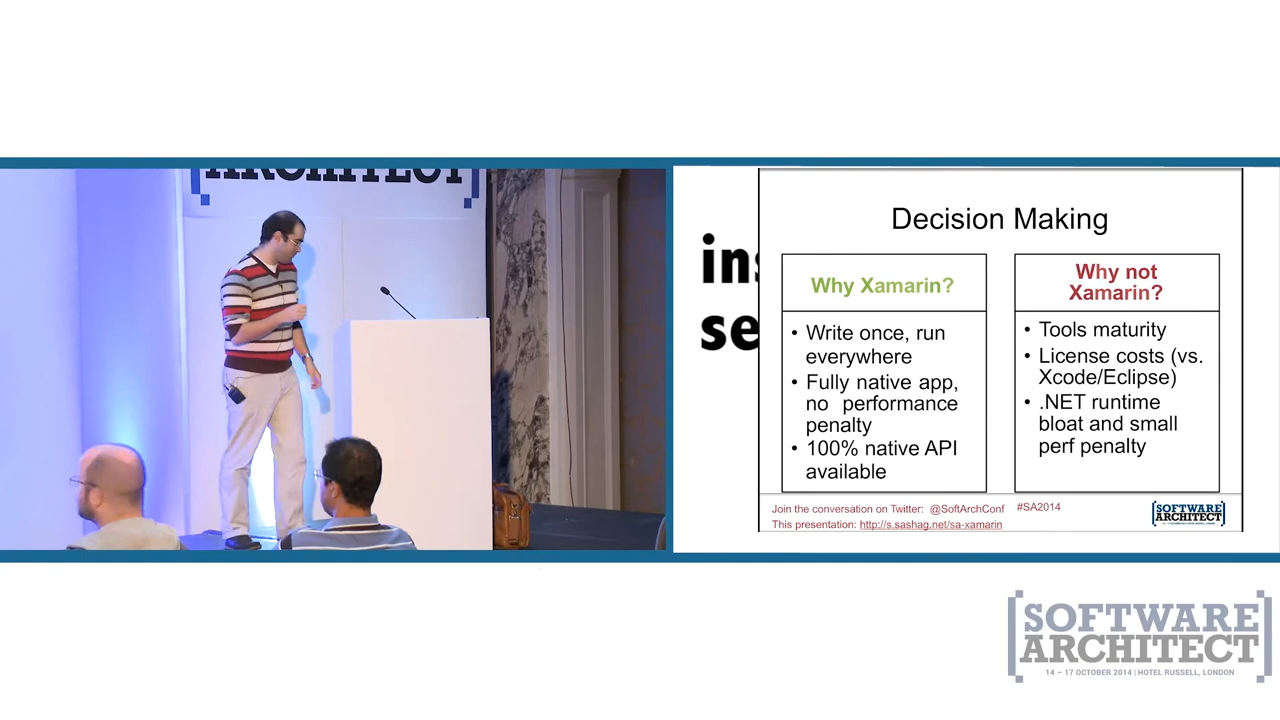 ARCHITECT
ins
se
Decision Making
Why Xamarin?
• Write once, run
everywhere
• Fully native app,
no performance
penalty
• 100% native API
available
Why not
Xamarin?
• Tools maturity
• License costs (vs.
Xcode/Eclipse)
• .NET runtime
bloat and small
perf penalty
Join the conversation on Twitter: @SoftArchConf #SA2014
This presentation: http://s.sashag.net/sa-xamarin
SOFTWARE
ARCHITECT
SOFTWARE
ARCHITECT
14 – 17 OCTOBER 2014 | HOTEL RUSSELL, LONDON